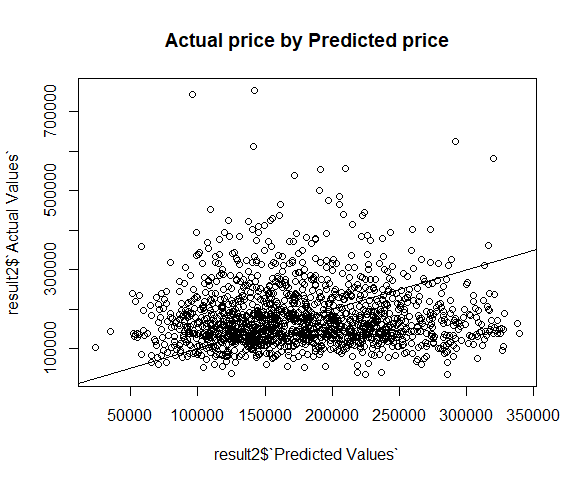 Actual price by Predicted price
result2$`Actual Values`
700000
500000
300000
100000
50000 100000 150000 200000 250000 300000 350000
result2$`Predicted Values`